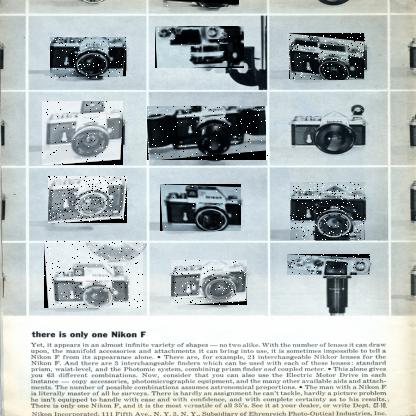 there is only one Nikon F
Yet, it appears in an almost infinite variety of shapes — no two alike. With the number of lenses it can draw
upon, the manifold accessories and attachments it can bring into use, it is sometimes impossible to tell a
Nikon F from its appearance alone. • There are, for example, 21 interchangeable Nikkor lenses for the
Nikon F. And there are 3 interchangeable finders which can be used with each of these lenses: standard
prism, waist-level, and the Photomic system, combining prism finder and coupled meter. • This alone gives
you 63 different combinations. Now, consider that you can also use the Electric Motor Drive in each
instance — copy accessories, photomicrographic equipment, and the many other available aids and attach-
ments. The number of possible combinations assumes astronomical proportions. • The man with a Nikon F
is literally master of all he surveys. There is hardly an assignment he can't tackle, hardly a picture problem
he isn't equipped to handle with ease and with confidence, and with complete certainty as to his results.
There is only one Nikon F, and it is the most versatile of all 35's. See it at your dealer, or write Dept.
Nikon Incorporated, 111 Fifth Ave., N. Y. 3, N. Y., Subsidiary of Ehrenreich Photo-Optical Industries, Inc.